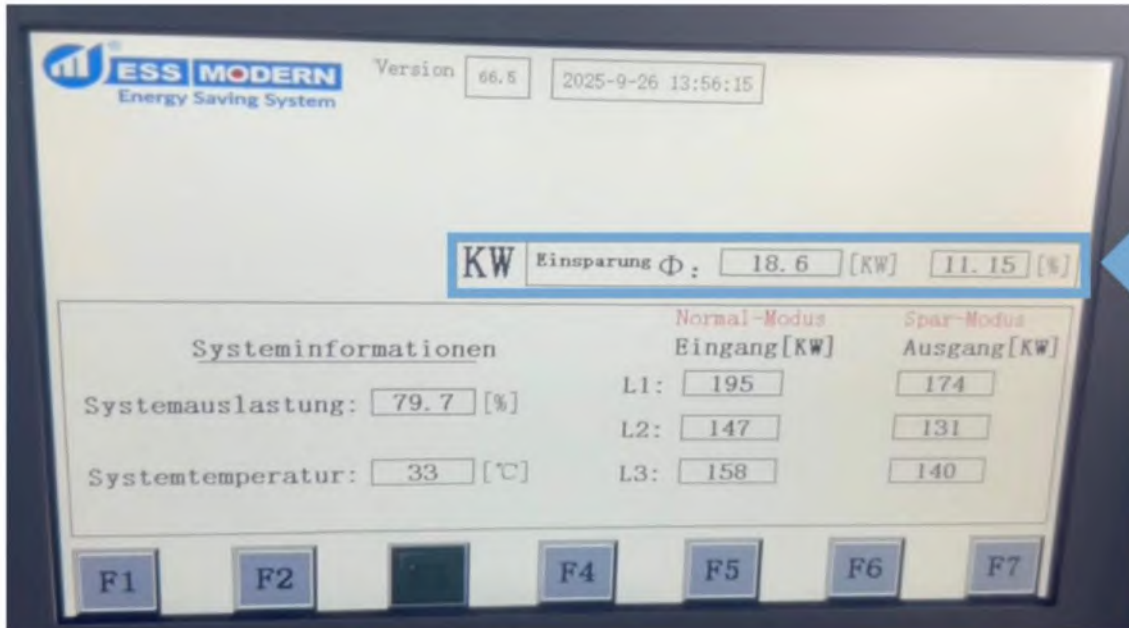 ESS MODERN
Energy Saving System
Version 66.5 2025-9-26 13:56:15
KW Einsparung Φ: 18.6 [KW] 11.15 [%]
Systeminformationen
Systemauslastung: 79.7 [%]
Systemtemperatur: 33 [℃]
Normal-Modus Spar-Modus
Eingang[KW] Ausgang[KW]
L1: 195 174
L2: 147 131
L3: 158 140
F1 F2 F4 F5 F6 F7